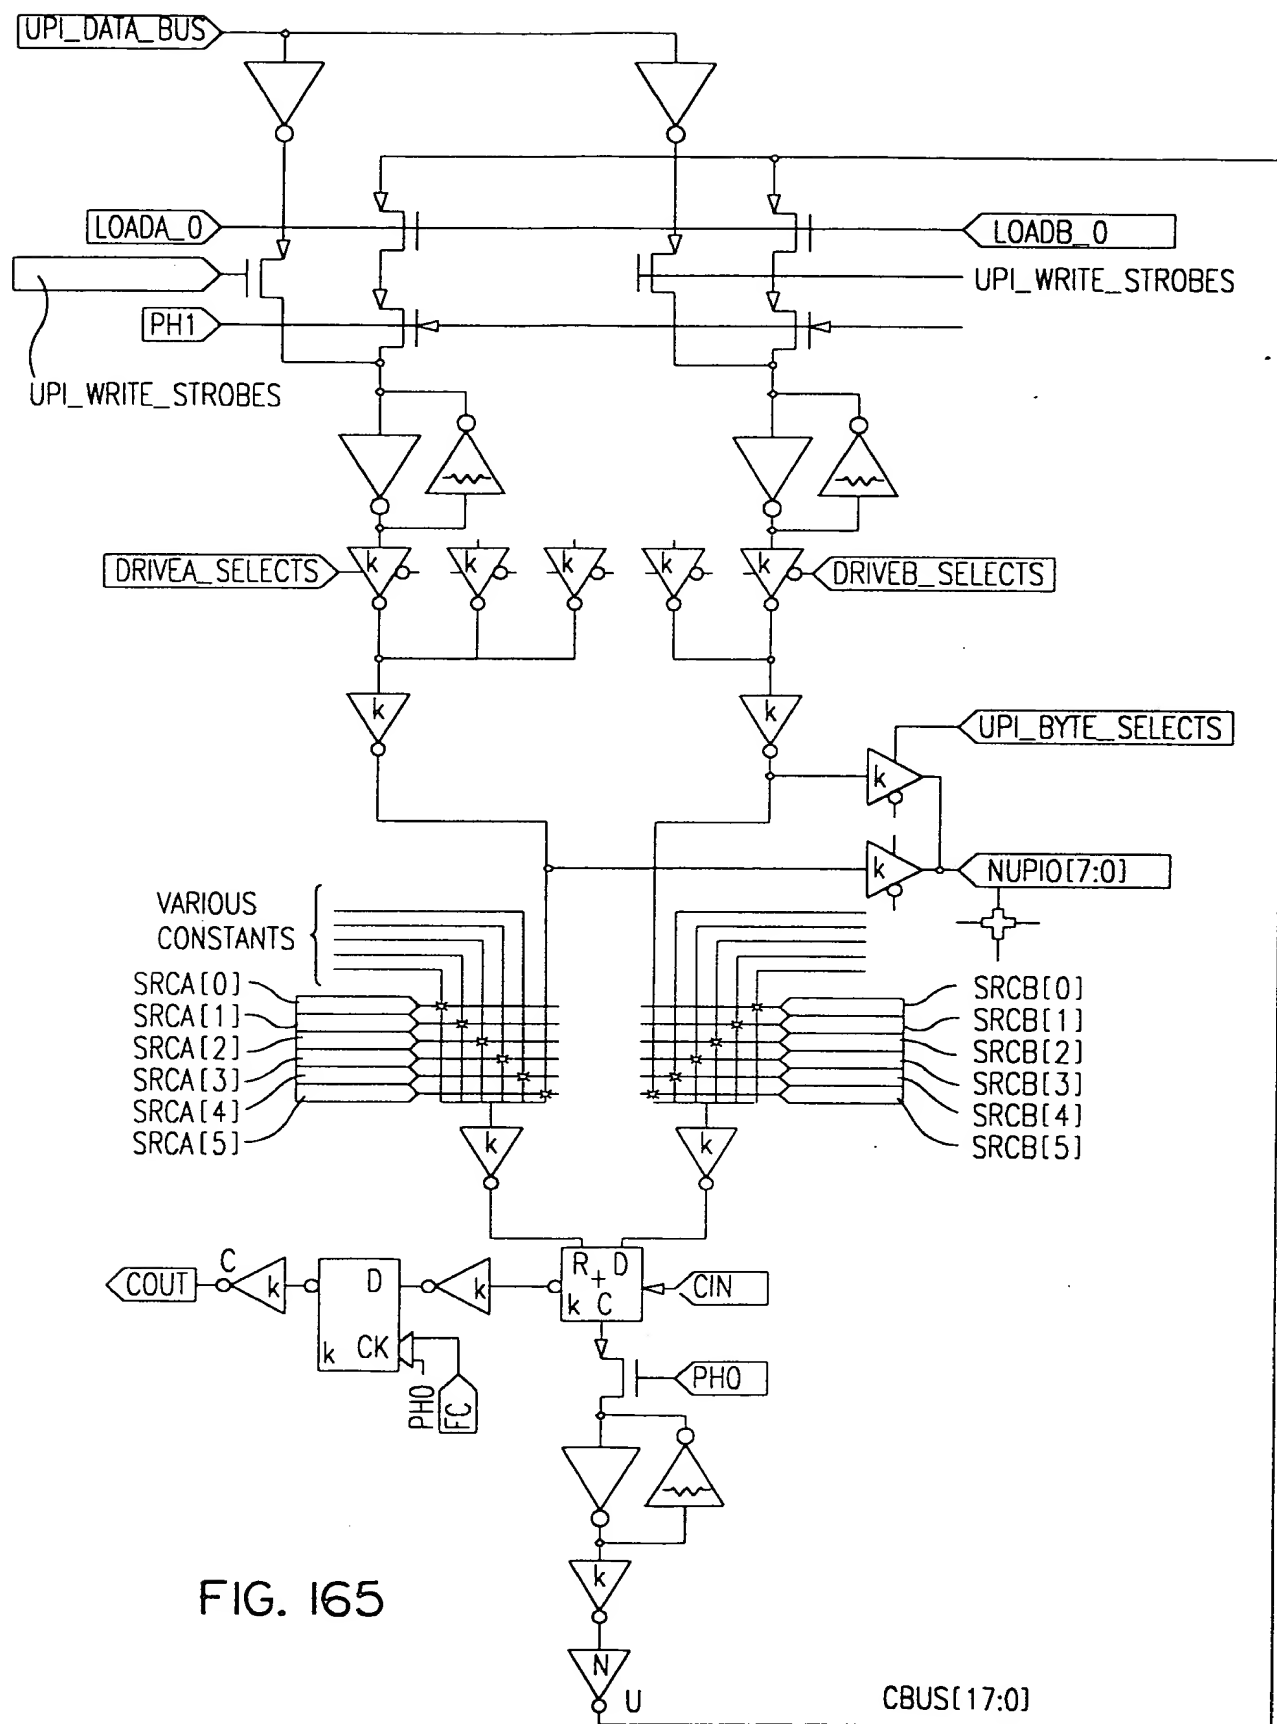 UPI_DATA_BUS
LOADA_0
LOADB_0
UPI_WRITE_STROBES
PH1
UPI_WRITE_STROBES
k k k k k
DRIVEA_SELECTS
DRIVEB_SELECTS
k k
UPI_BYTE_SELECTS
k
k
NUPIO[7:0]
VARIOUS
CONSTANTS
SRCA[0]
SRCA[1]
SRCA[2]
SRCA[3]
SRCA[4]
SRCA[5]
SRCB[0]
SRCB[1]
SRCB[2]
SRCB[3]
SRCB[4]
SRCB[5]
k k
C
COUT
k
D
k
CK
k
R + D
k C
CIN
PH0
FC
PH0
k
N
U
CBUS[17:0]
FIG. 165